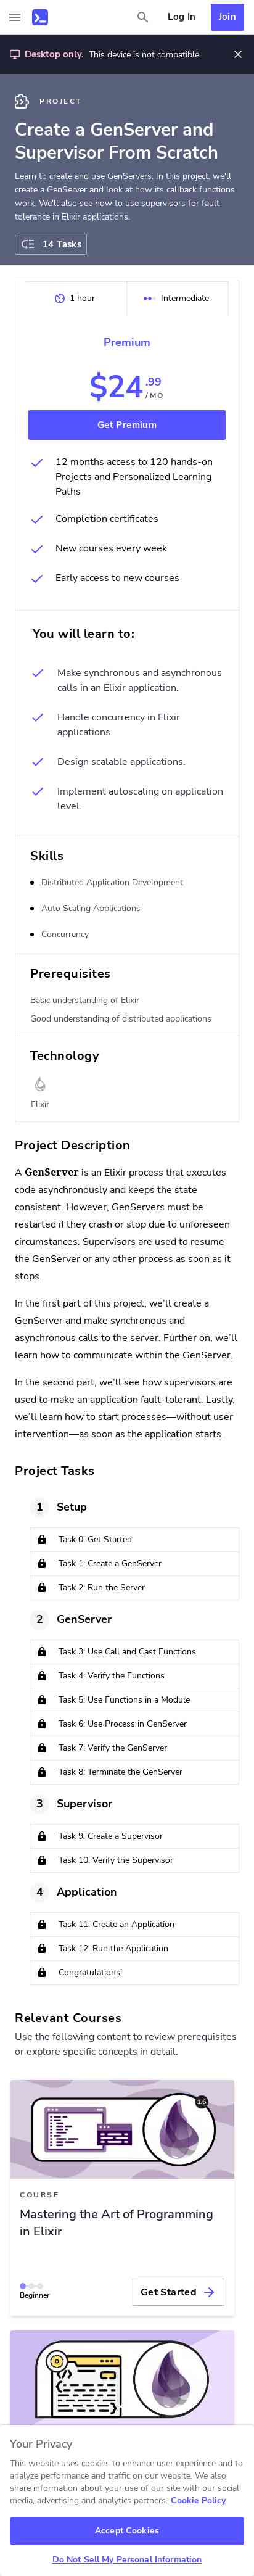 Log In
Join
Desktop only. This device is not compatible.
PROJECT
Create a GenServer and
Supervisor From Scratch
Learn to create and use GenServers. In this project, we'll
create a GenServer and look at how its callback functions
work. We'll also see how to use supervisors for fault
tolerance in Elixir applications.
14 Tasks
1 hour
Intermediate
Premium
$24.99
/ MO
Get Premium
12 months access to 120 hands-on
Projects and Personalized Learning
Paths
Completion certificates
New courses every week
Early access to new courses
You will learn to:
Make synchronous and asynchronous
calls in an Elixir application.
Handle concurrency in Elixir
applications.
Design scalable applications.
Implement autoscaling on application
level.
Skills
Distributed Application Development
Auto Scaling Applications
Concurrency
Prerequisites
Basic understanding of Elixir
Good understanding of distributed applications
Technology
Elixir
Project Description
A GenServer is an Elixir process that executes
code asynchronously and keeps the state
consistent. However, GenServers must be
restarted if they crash or stop due to unforeseen
circumstances. Supervisors are used to resume
the GenServer or any other process as soon as it
stops.
In the first part of this project, we’ll create a
GenServer and make synchronous and
asynchronous calls to the server. Further on, we’ll
learn how to communicate within the GenServer.
In the second part, we’ll see how supervisors are
used to make an application fault-tolerant. Lastly,
we’ll learn how to start processes—without user
intervention—as soon as the application starts.
Project Tasks
1 Setup
Task 0: Get Started
Task 1: Create a GenServer
Task 2: Run the Server
2 GenServer
Task 3: Use Call and Cast Functions
Task 4: Verify the Functions
Task 5: Use Functions in a Module
Task 6: Use Process in GenServer
Task 7: Verify the GenServer
Task 8: Terminate the GenServer
3 Supervisor
Task 9: Create a Supervisor
Task 10: Verify the Supervisor
4 Application
Task 11: Create an Application
Task 12: Run the Application
Congratulations!
Relevant Courses
Use the following content to review prerequisites
or explore specific concepts in detail.
1.6
COURSE
Mastering the Art of Programming
in Elixir
Beginner
Get Started
Your Privacy
This website uses cookies to enhance user experience and to
analyze performance and traffic on our website. We also
share information about your use of our site with our social
media, advertising and analytics partners. Cookie Policy
Accept Cookies
Do Not Sell My Personal Information